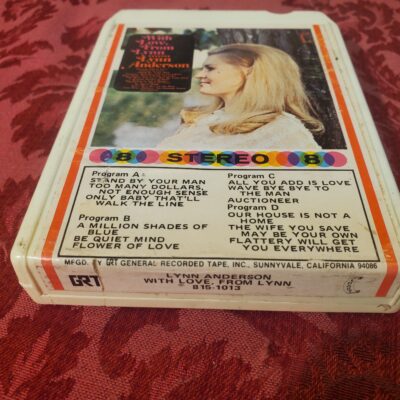 With
Love,
From
Lynn
Lynn
Anderson
8 STEREO 8
Program A
STAND BY YOUR MAN
TOO MANY DOLLARS,
NOT ENOUGH SENSE
ONLY BABY THAT'LL
WALK THE LINE
Program B
A MILLION SHADES OF
BLUE
BE QUIET MIND
FLOWER OF LOVE
Program C
ALL YOU ADD IS LOVE
WAVE BYE BYE TO
THE MAN
AUCTIONEER
Program D
OUR HOUSE IS NOT A
HOME
THE WIFE YOU SAVE
MAY BE YOUR OWN
FLATTERY WILL GET
YOU EVERYWHERE
MFGD. BY GRT GENERAL RECORDED TAPE, INC., SUNNYVALE, CALIFORNIA 94086
GRT
LYNN ANDERSON
WITH LOVE, FROM LYNN
815-1013